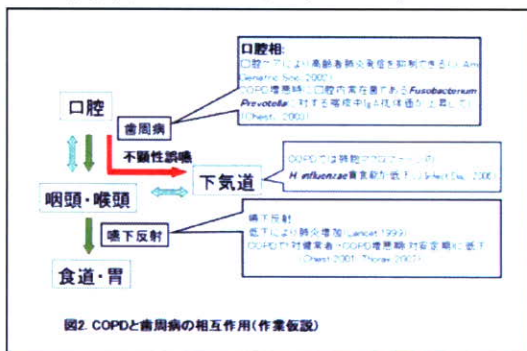 口腔相:
口腔ケアにより高齢者肺炎発症を抑制できる(J Am
Geriatric Soc, 2002)
COPD増悪時に口腔内常在菌であるFusobacterium
Prevotellaに対する喀痰中IgA抗体価が上昇して
(Chest, 2000)
口腔
歯周病
不顕性誤嚥
下気道
COPDでは肺胞マクロファージの
H. influenzae貪食能が低下
咽頭・喉頭
嚥下反射
嚥下反射
低下により肺炎増加(Lancet 1999)
COPDで(対健常者・COPD増悪期(対安定期)に低下
(Chest 2001, Thorax 2007)
食道・胃
図2. COPDと歯周病の相互作用(作業仮説)